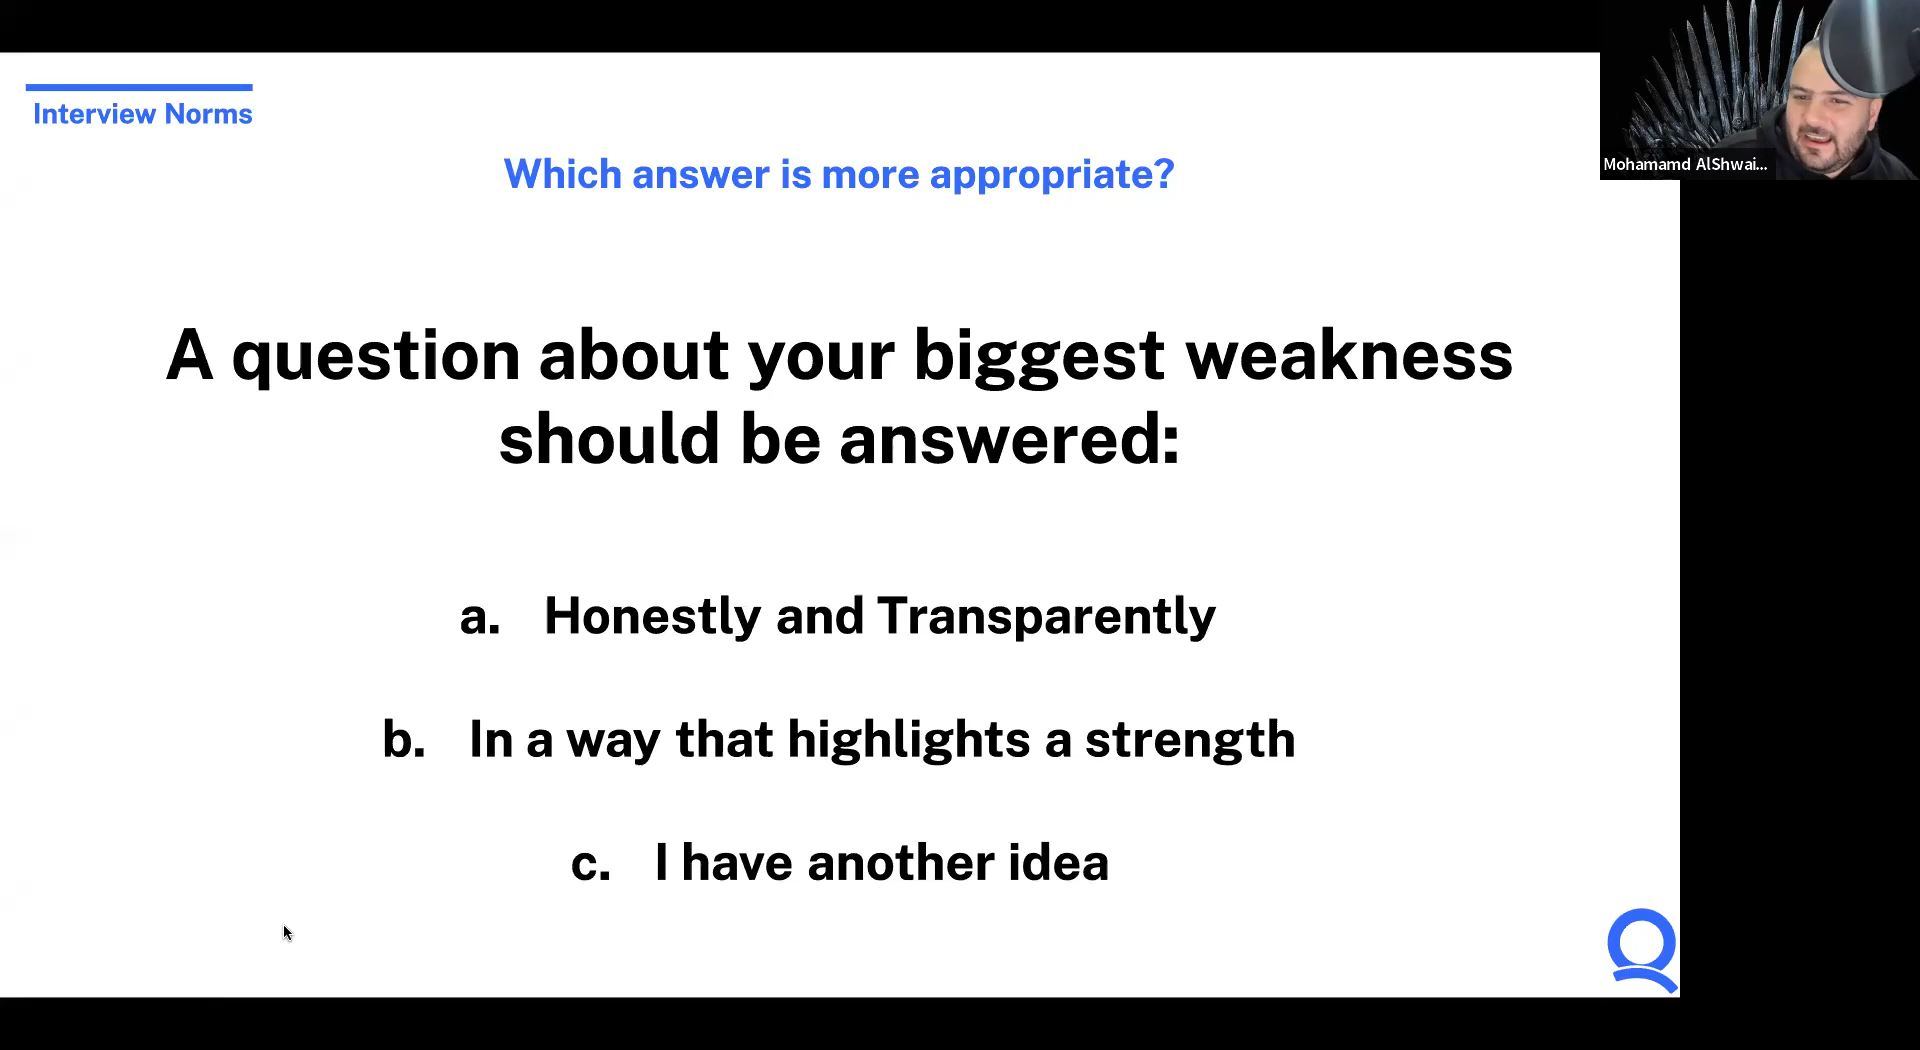 Interview Norms
Which answer is more appropriate?
A question about your biggest weakness
should be answered:
a. Honestly and Transparently
b. In a way that highlights a strength
c. I have another idea
Mohamamd AlShwai...